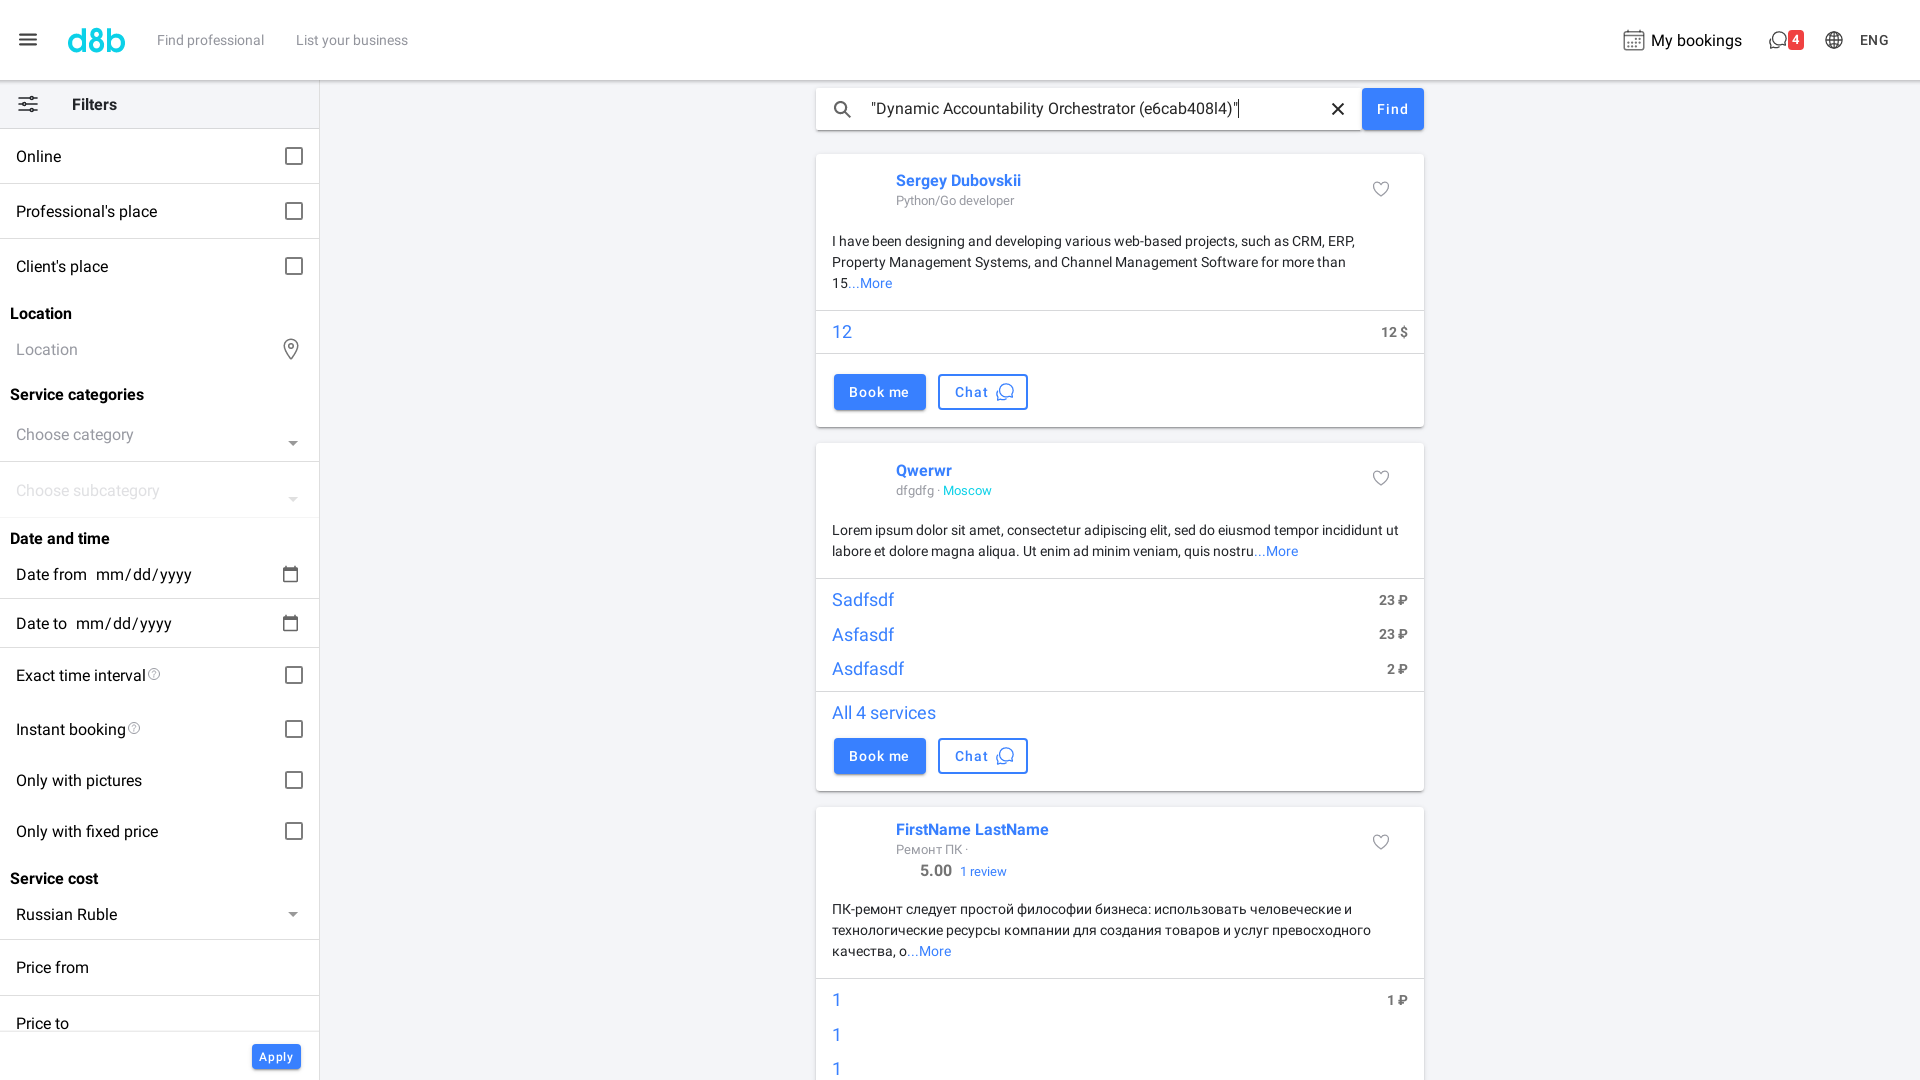 d8b
Find professional
List your business
My bookings
4
ENG
Filters
Online
Professional's place
Client's place
Location
Location
Service categories
Choose category
Choose subcategory
Date and time
Date from mm/dd/yyyy
Date to mm/dd/yyyy
Exact time interval
Instant booking
Only with pictures
Only with fixed price
Service cost
Russian Ruble
Price from
Price to
Apply
"Dynamic Accountability Orchestrator (e6cab408l4)"
Find
Sergey Dubovskii
Python/Go developer
I have been designing and developing various web-based projects, such as CRM, ERP,
Property Management Systems, and Channel Management Software for more than
15...More
12 12 $
Book me Chat
Qwerwr
dfgdfg · Moscow
Lorem ipsum dolor sit amet, consectetur adipiscing elit, sed do eiusmod tempor incididunt ut
labore et dolore magna aliqua. Ut enim ad minim veniam, quis nostru...More
Sadfsdf 23 ₽
Asfasdf 23 ₽
Asdfasdf 2 ₽
All 4 services
Book me Chat
FirstName LastName
Ремонт ПК ·
5.00 1 review
ПК-ремонт следует простой философии бизнеса: использовать человеческие и
технологические ресурсы компании для создания товаров и услуг превосходного
качества, о...More
1 1 ₽
1
1